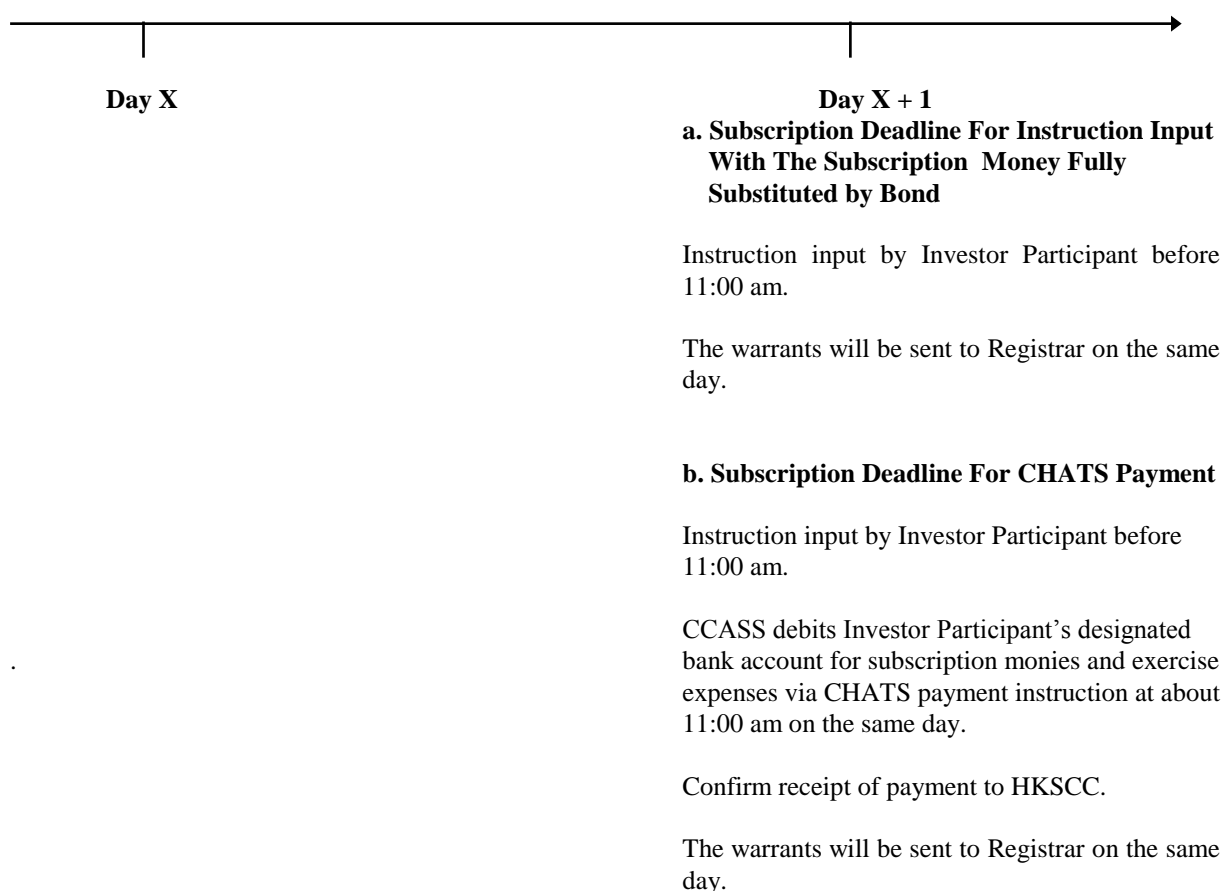 Day X
Day X + 1
a. Subscription Deadline For Instruction Input
With The Subscription Money Fully
Substituted by Bond
Instruction input by Investor Participant before
11:00 am.
The warrants will be sent to Registrar on the same
day.
b. Subscription Deadline For CHATS Payment
Instruction input by Investor Participant before
11:00 am.
CCASS debits Investor Participant’s designated
. bank account for subscription monies and exercise
expenses via CHATS payment instruction at about
11:00 am on the same day.
Confirm receipt of payment to HKSCC.
The warrants will be sent to Registrar on the same
day.